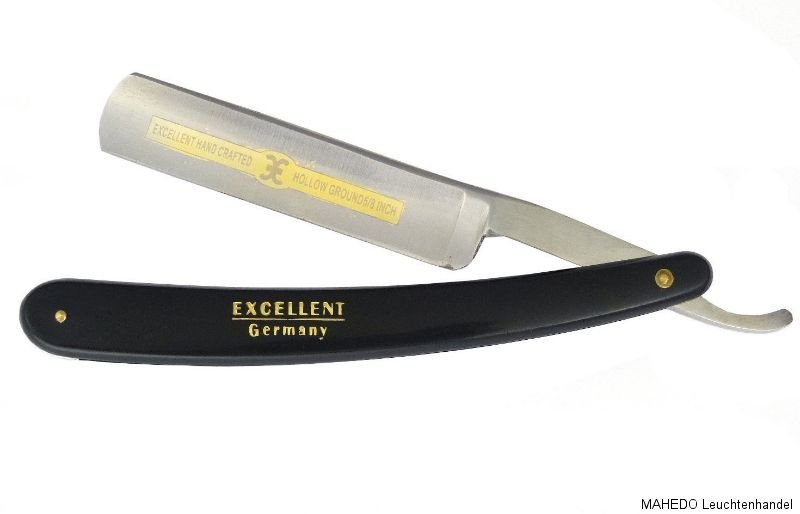 EXCELLENT HAND CRAFTED
HOLLOW GROUND 5/8 INCH
EXCELLENT
Germany
MAHEDO Leuchtenhandel